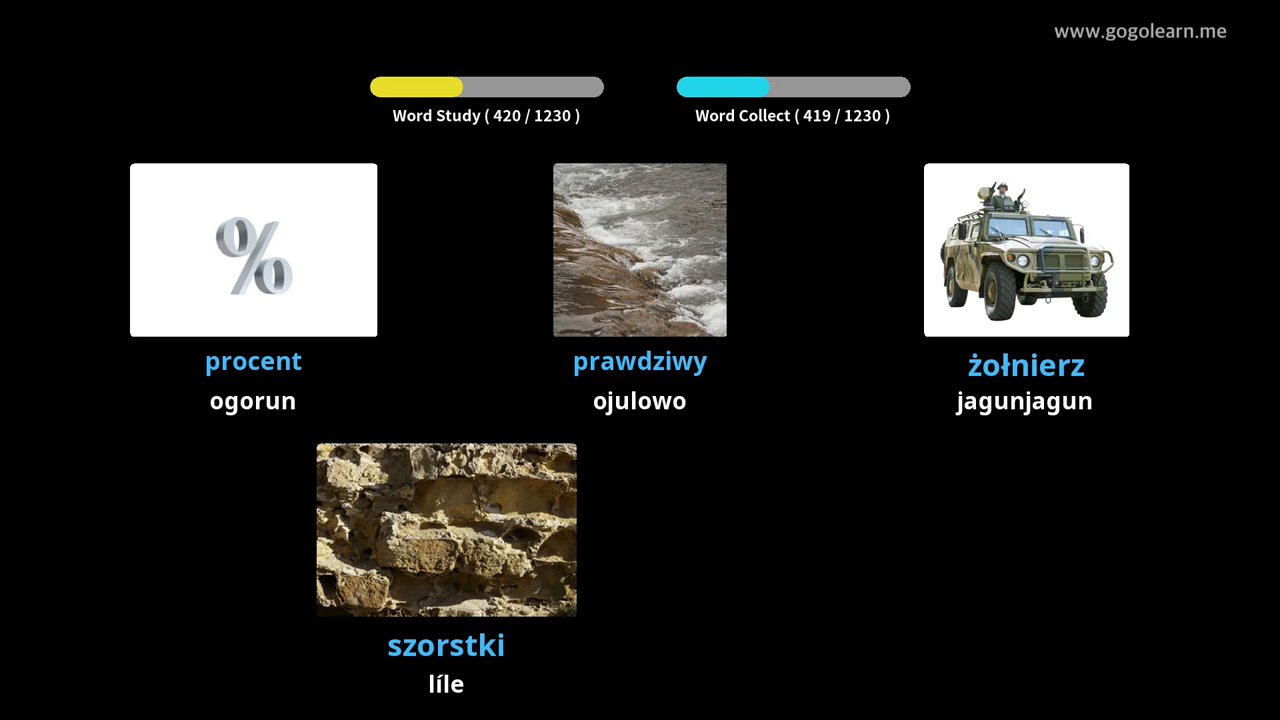 www.gogolearn.me
Word Study ( 420 / 1230 )
Word Collect ( 419 / 1230 )
%
procent
ogorun
prawdziwy
ojulowo
żołnierz
jagunjagun
szorstki
líle